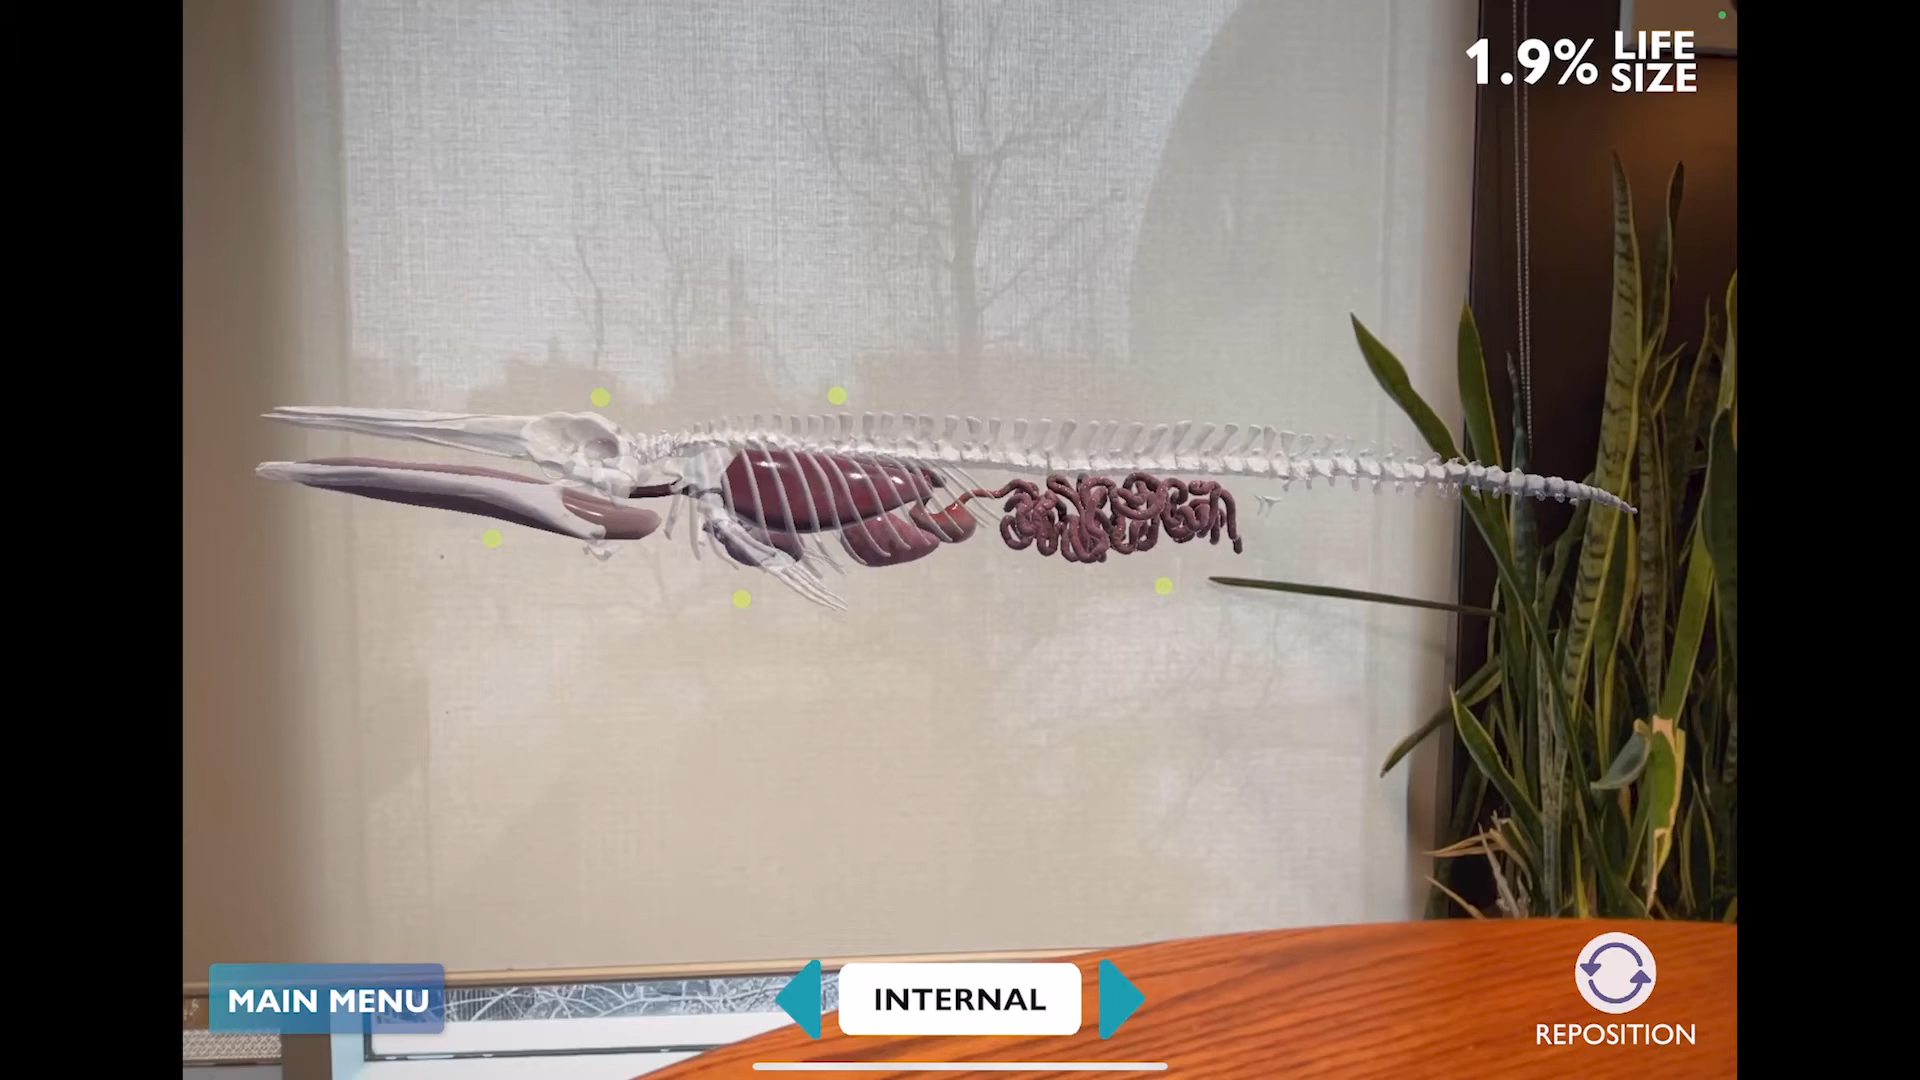 1.9% LIFE
SIZE
MAIN MENU
INTERNAL
REPOSITION